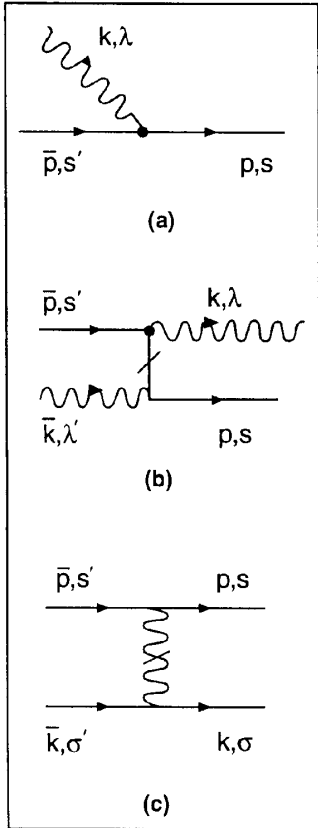 k,λ
p̄,s′ p,s
(a)
p̄,s′ k,λ
k̄,λ′ p,s
(b)
p̄,s′ p,s
k̄,σ′ k,σ
(c)